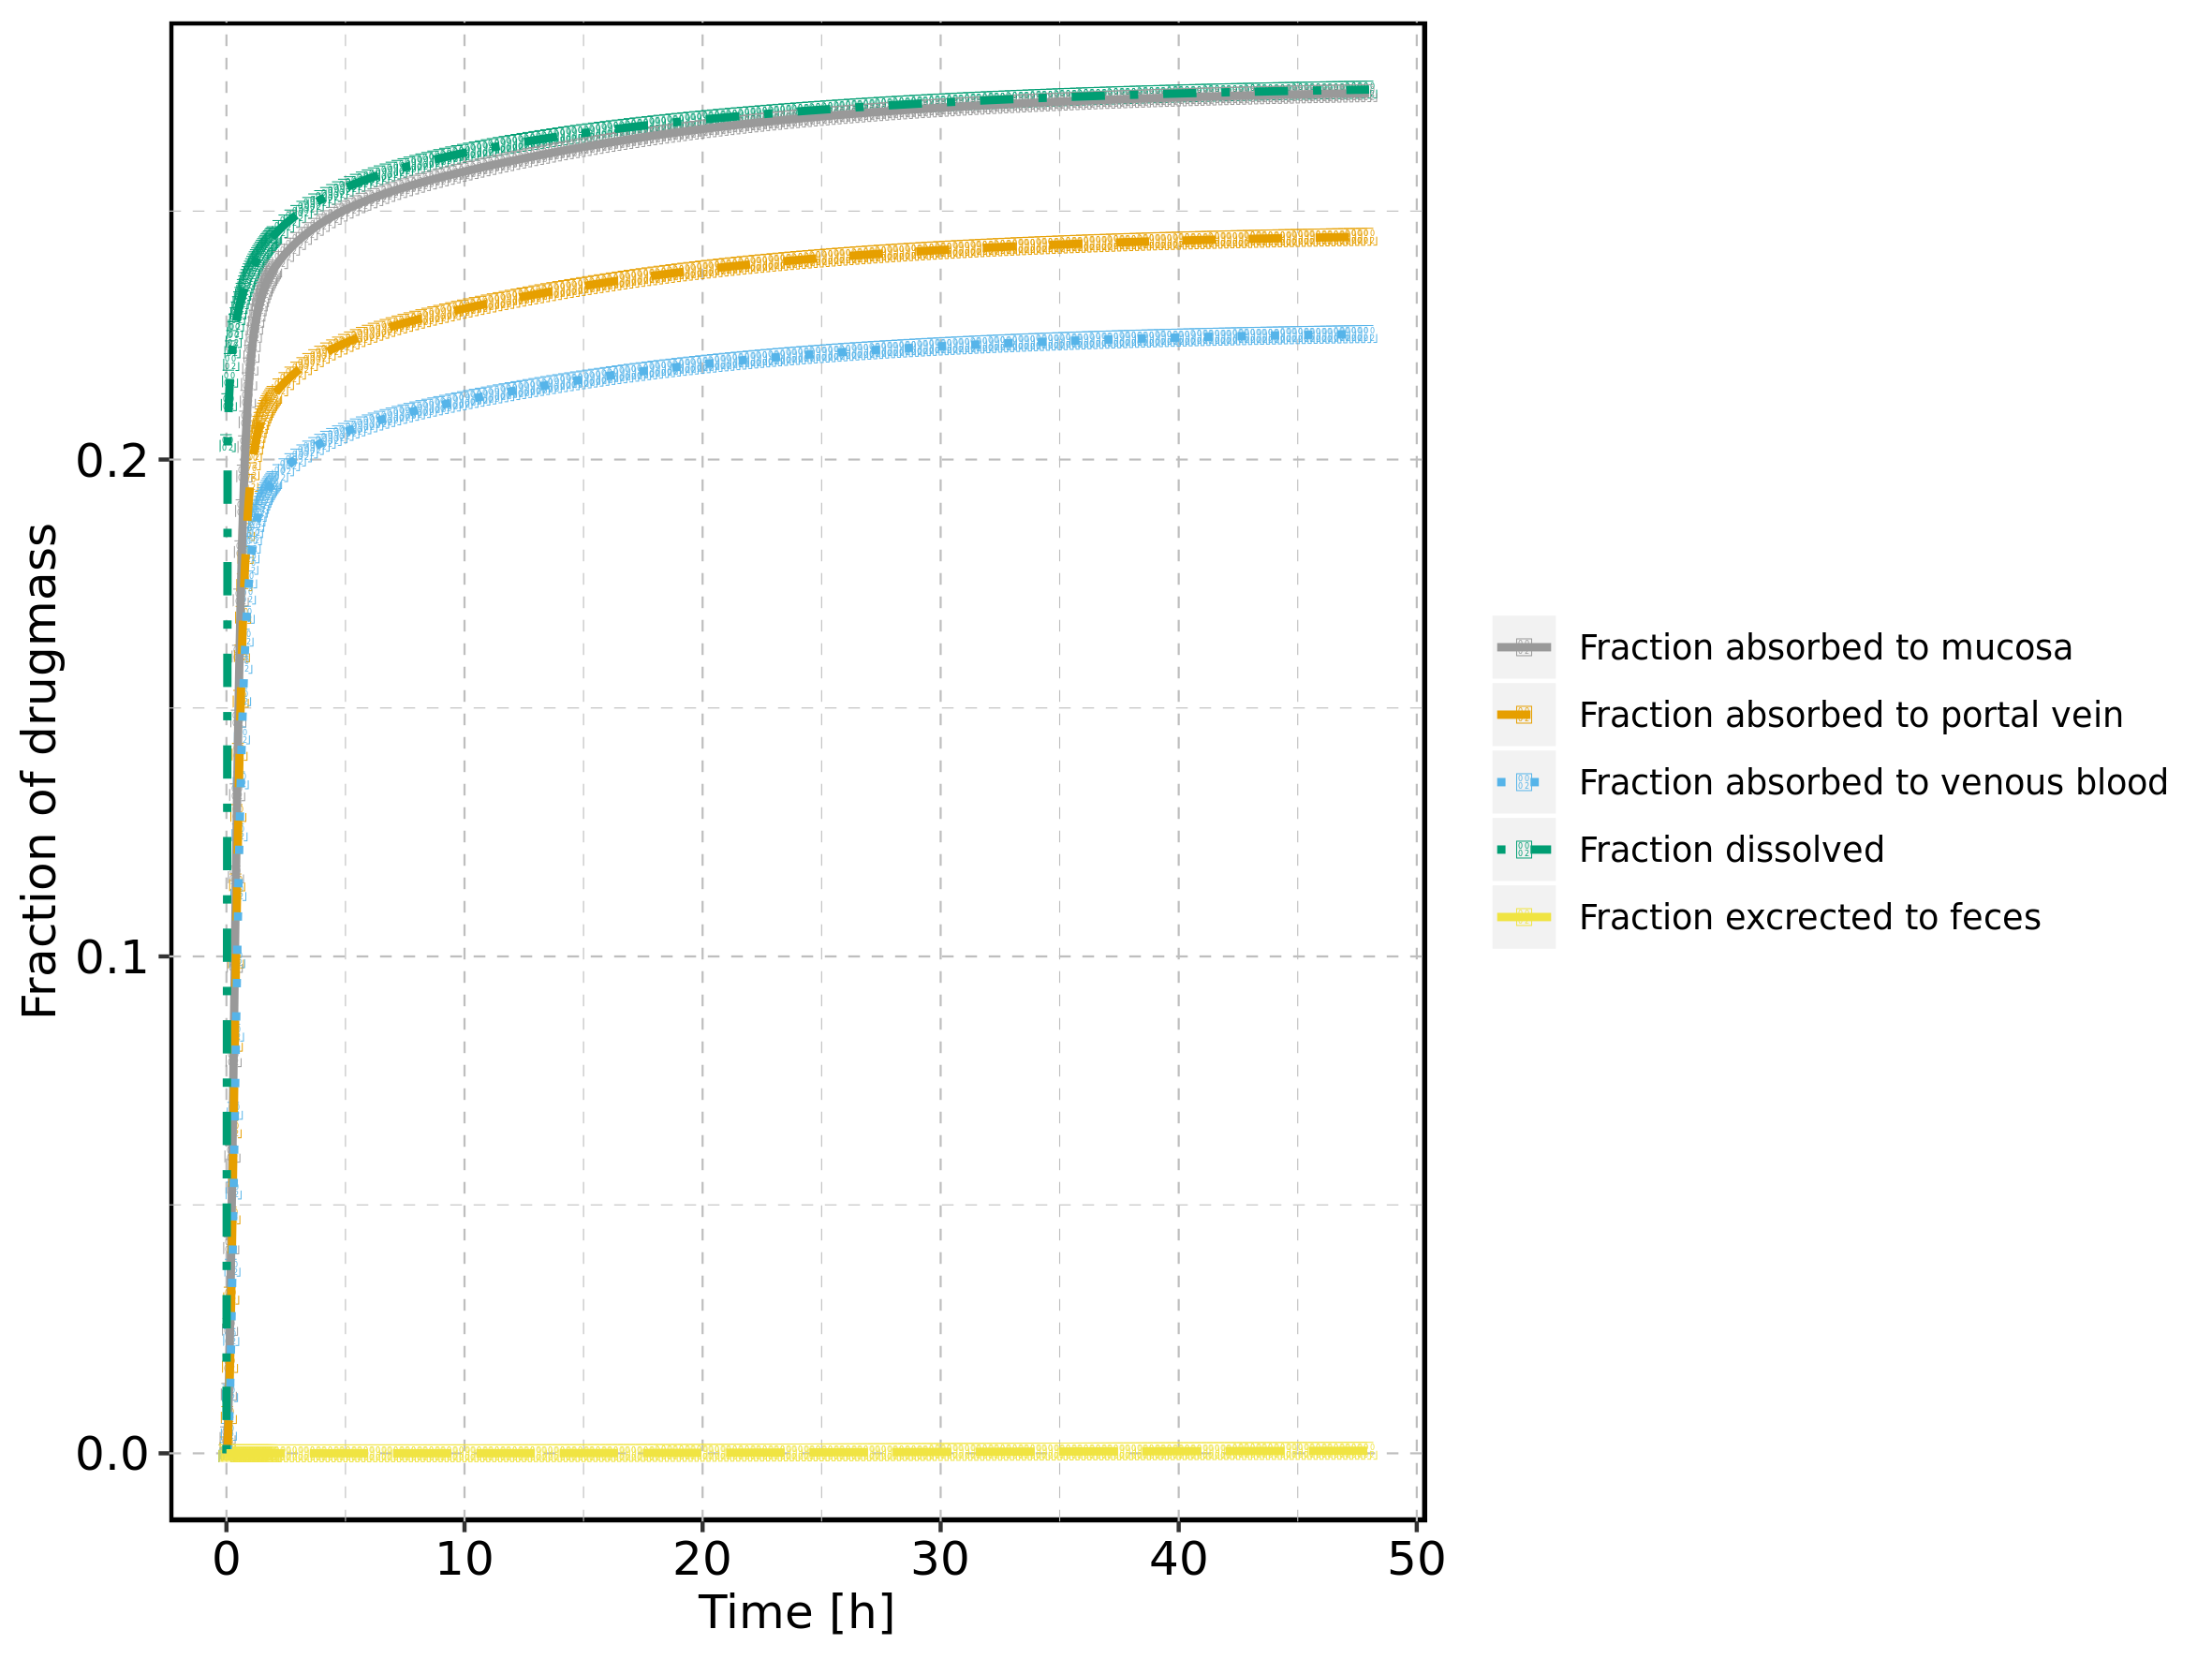 Fraction of drugmass
0.2
0.1
0.0
0 10 20 30 40 50
Time [h]
Fraction absorbed to mucosa
Fraction absorbed to portal vein
Fraction absorbed to venous blood
Fraction dissolved
Fraction excrected to feces